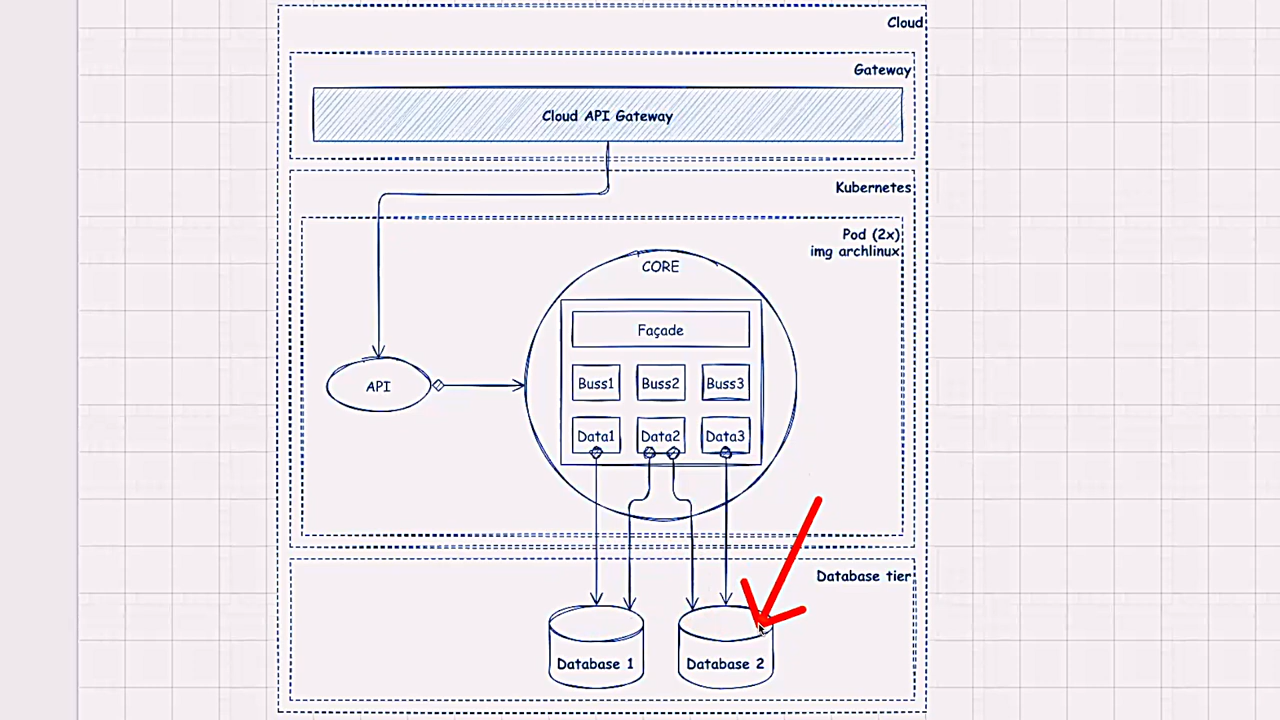 Cloud
Gateway
Cloud API Gateway
Kubernetes
Pod (2x)
img archlinux
CORE
Façade
API
Buss1
Buss2
Buss3
Data1
Data2
Data3
Database tier
Database 1
Database 2